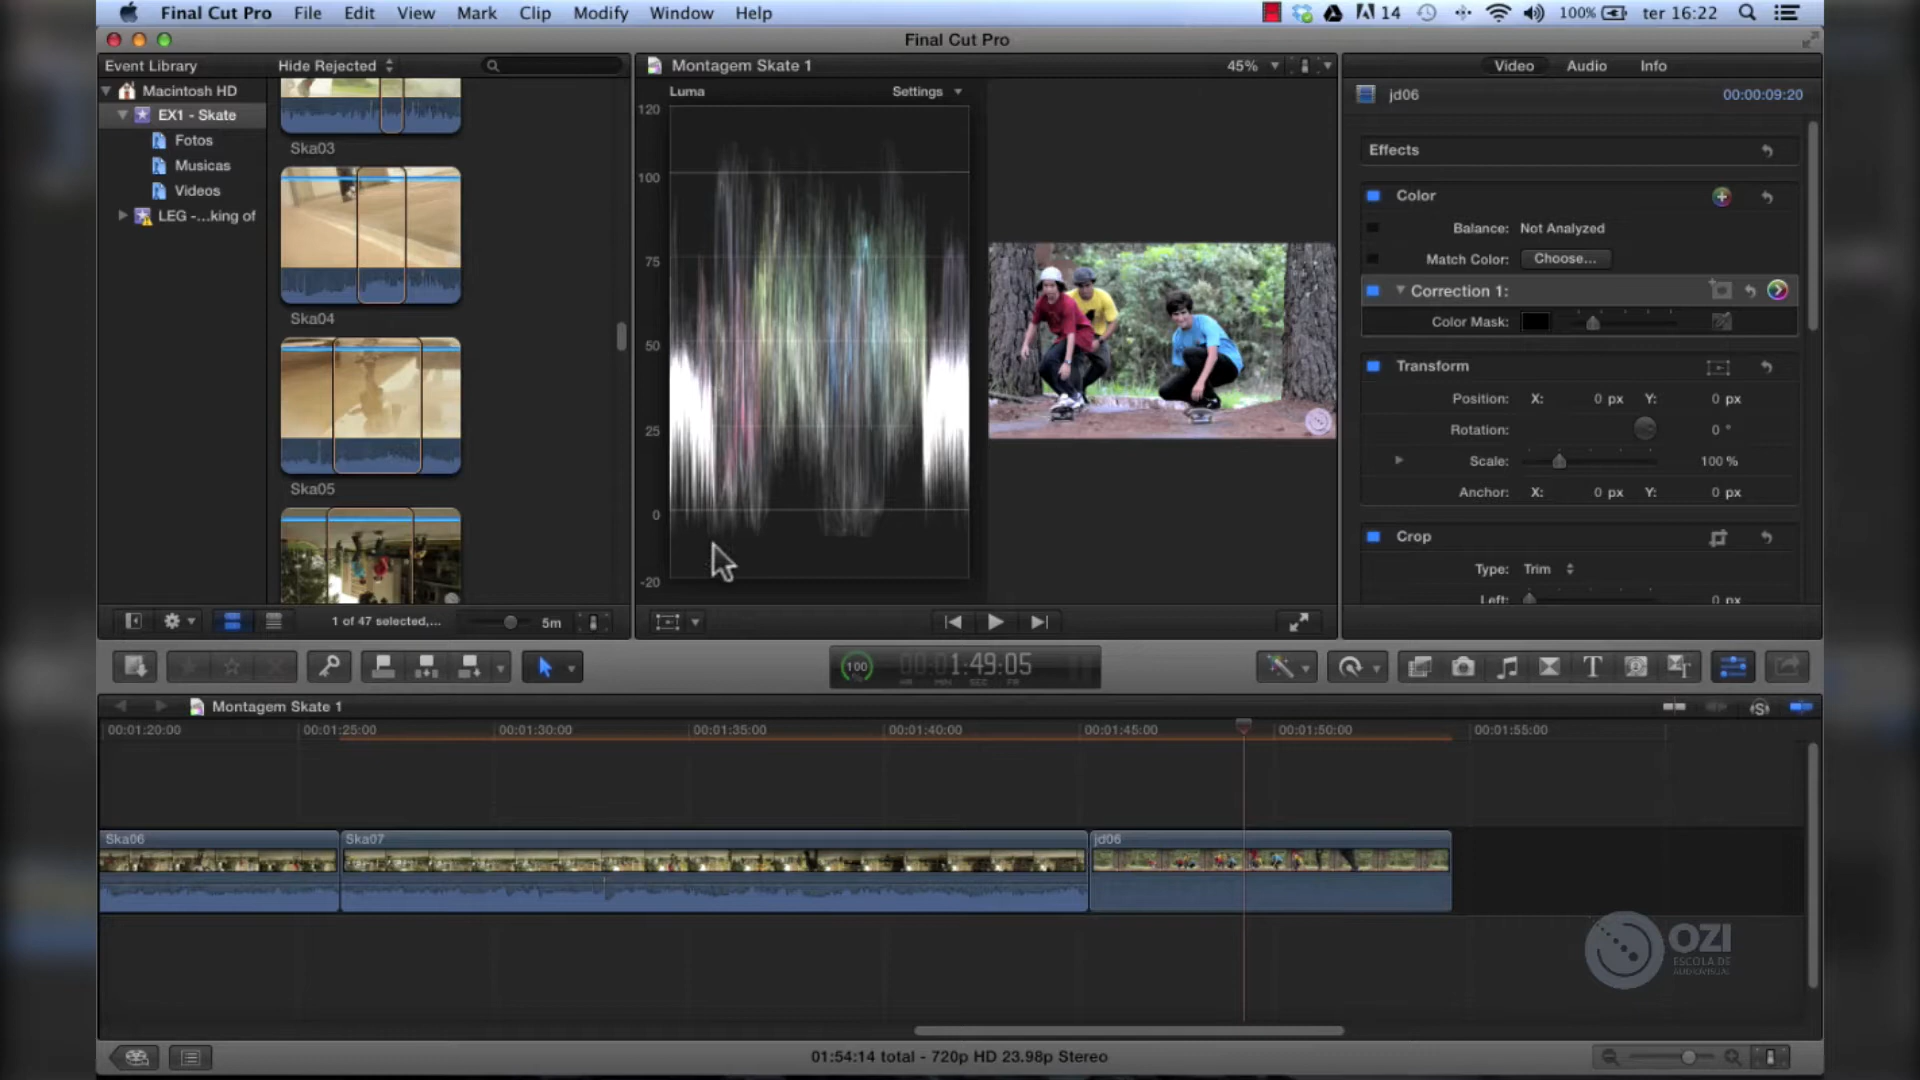 Final Cut Pro File Edit View Mark Clip Modify Window Help 14 100% ter 16:22
Final Cut Pro
Event Library Hide Rejected
Macintosh HD
EX1 - Skate
Fotos
Musicas
Videos
LEG -...king of
Ska03
Ska04
Ska05
1 of 47 selected,... 5m
Montagem Skate 1 45%
Luma Settings
120
100
75
50
25
0
-20
Video Audio Info
jd06 00:00:09:20
Effects
Color
Balance: Not Analyzed
Match Color: Choose...
Correction 1:
Color Mask:
Transform
Position: X: 0 px Y: 0 px
Rotation: 0 °
Scale: 100 %
Anchor: X: 0 px Y: 0 px
Crop
Type: Trim
Left: 0 px
100 % 00:01:49:05
HR MIN SEC FR
Montagem Skate 1
00:01:20:00 00:01:25:00 00:01:30:00 00:01:35:00 00:01:40:00 00:01:45:00 00:01:50:00 00:01:55:00
Ska06 Ska07 jd06
OZI
ESCOLA DE
AUDIOVISUAL
01:54:14 total - 720p HD 23.98p Stereo